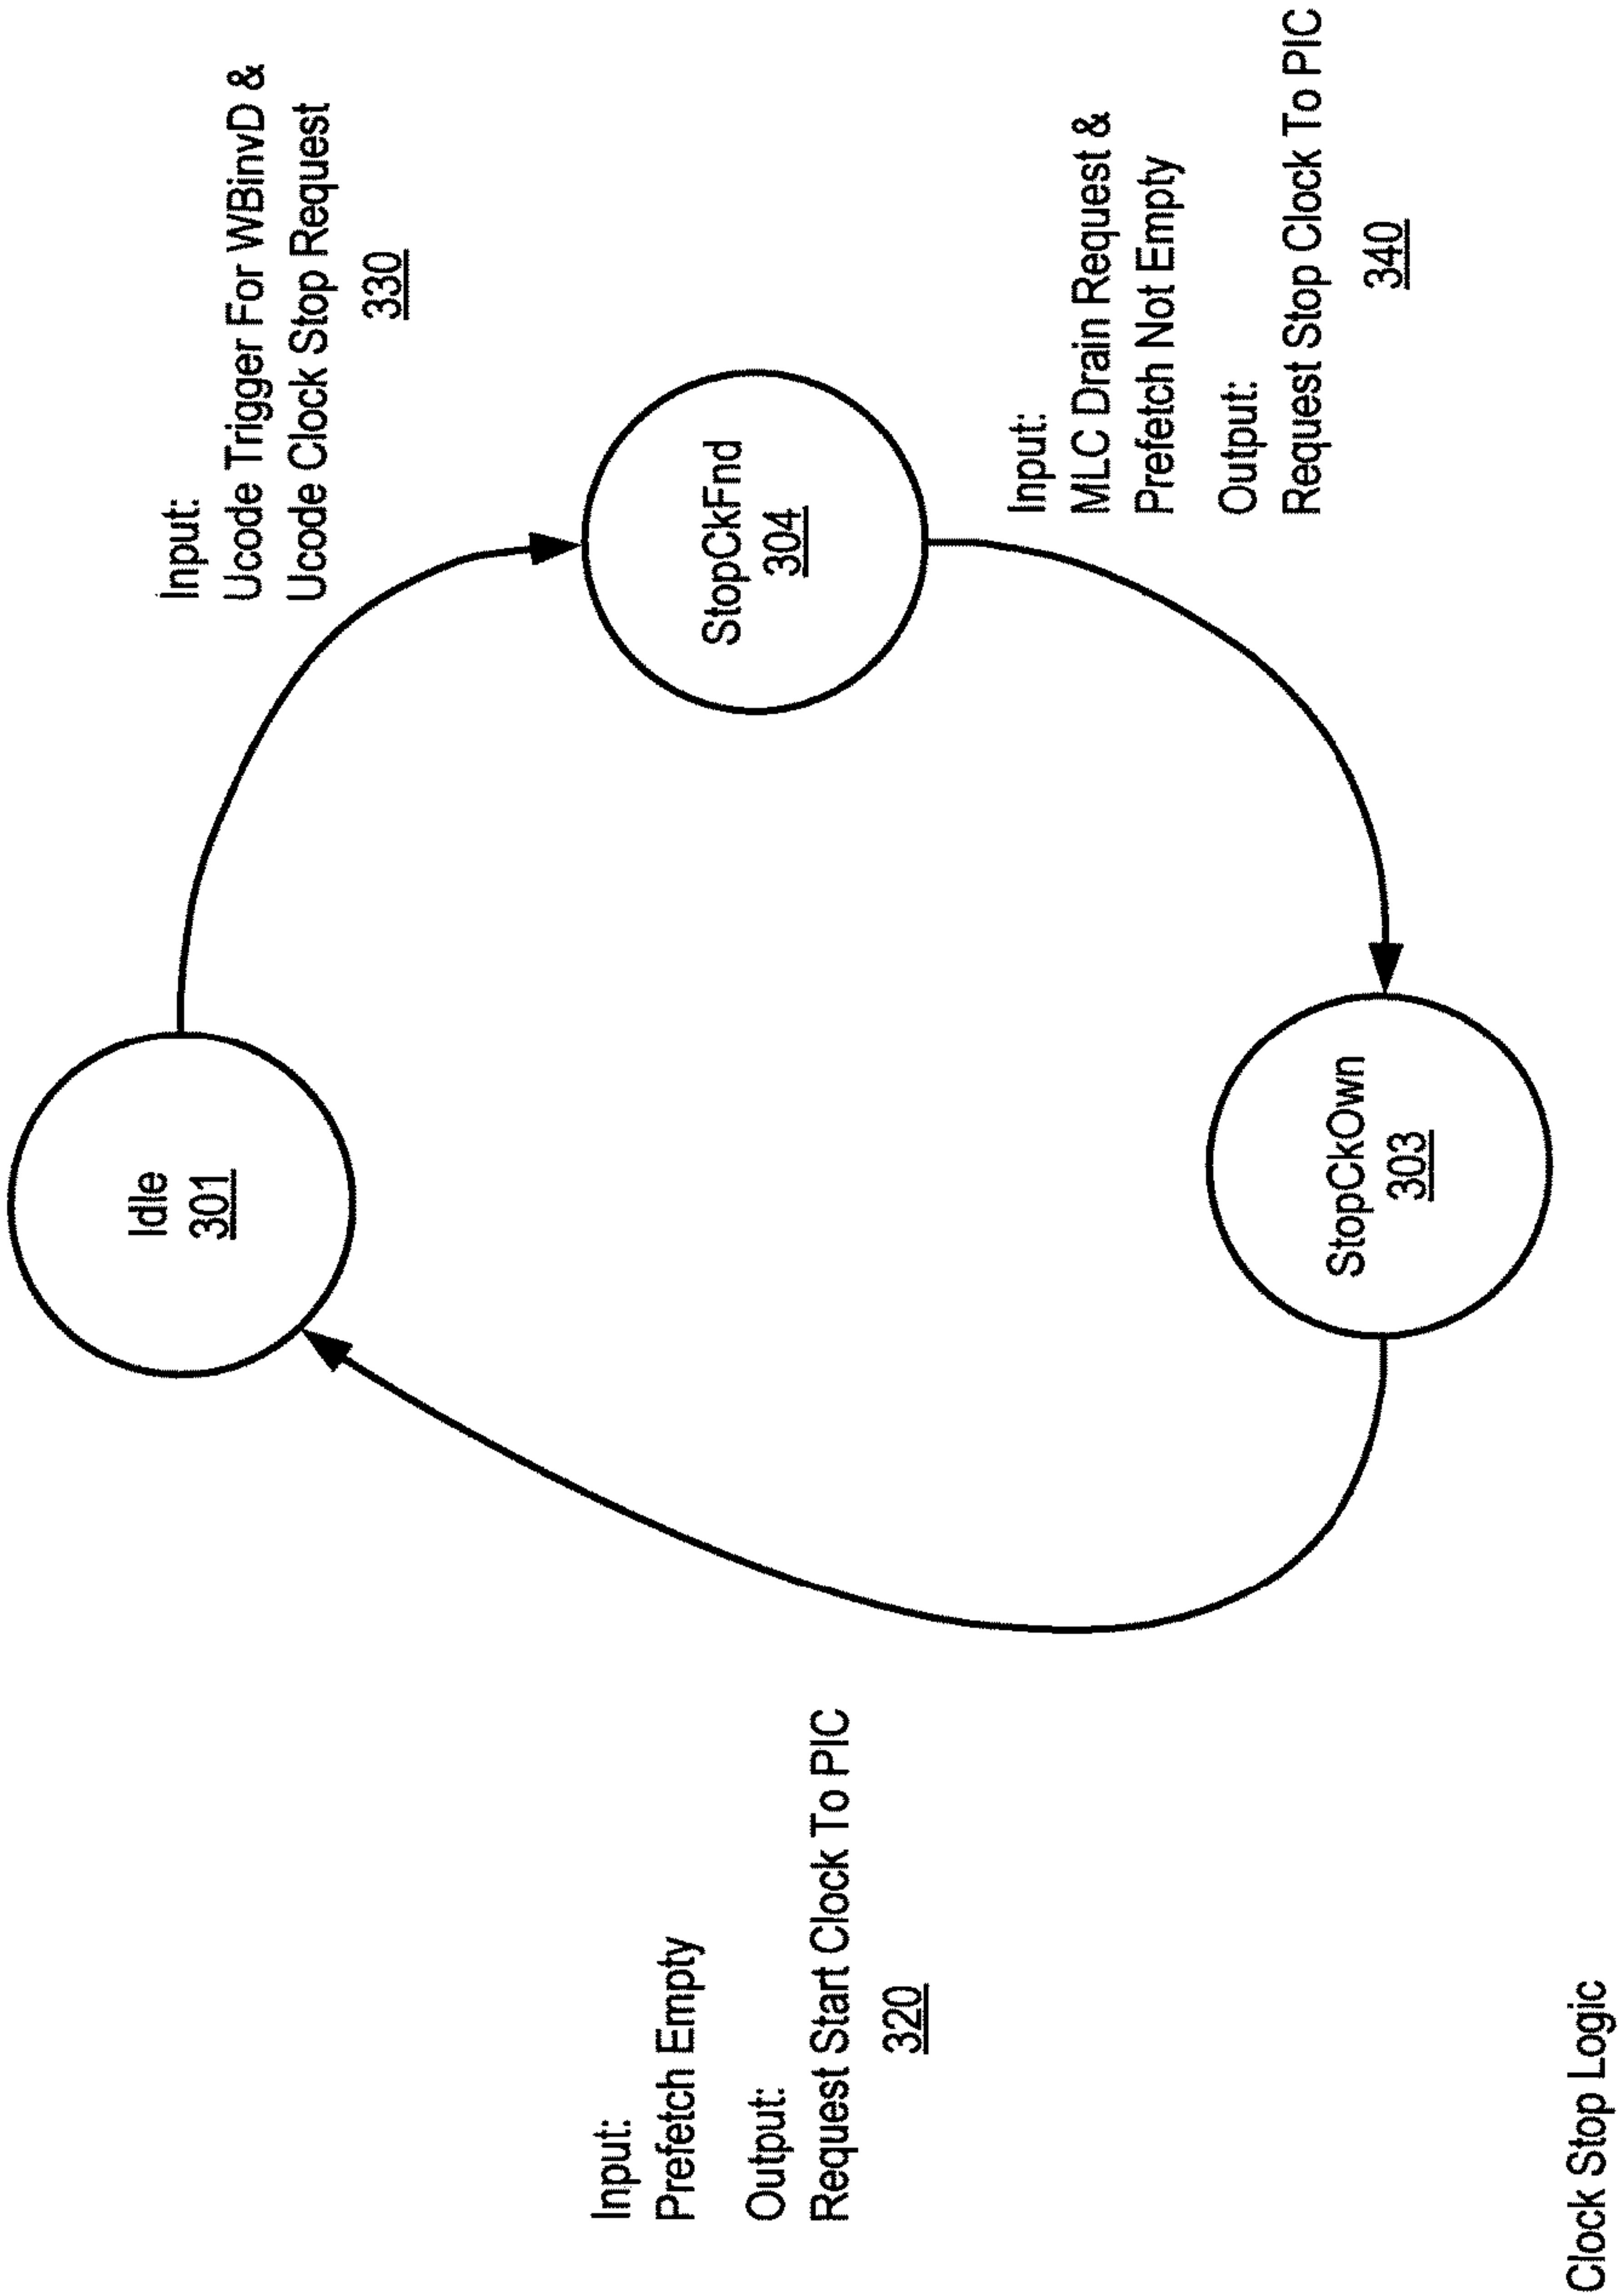 Input:
Ucode Trigger For WBinvD &
Ucode Clock Stop Request
330
Idle
301
StopCkFnd
304
Input:
Prefetch Empty
Output:
Request Start Clock To PIC
320
Input:
MLC Drain Request &
Prefetch Not Empty
Output:
Request Stop Clock To PIC
340
StopCkOwn
303
Clock Stop Logic